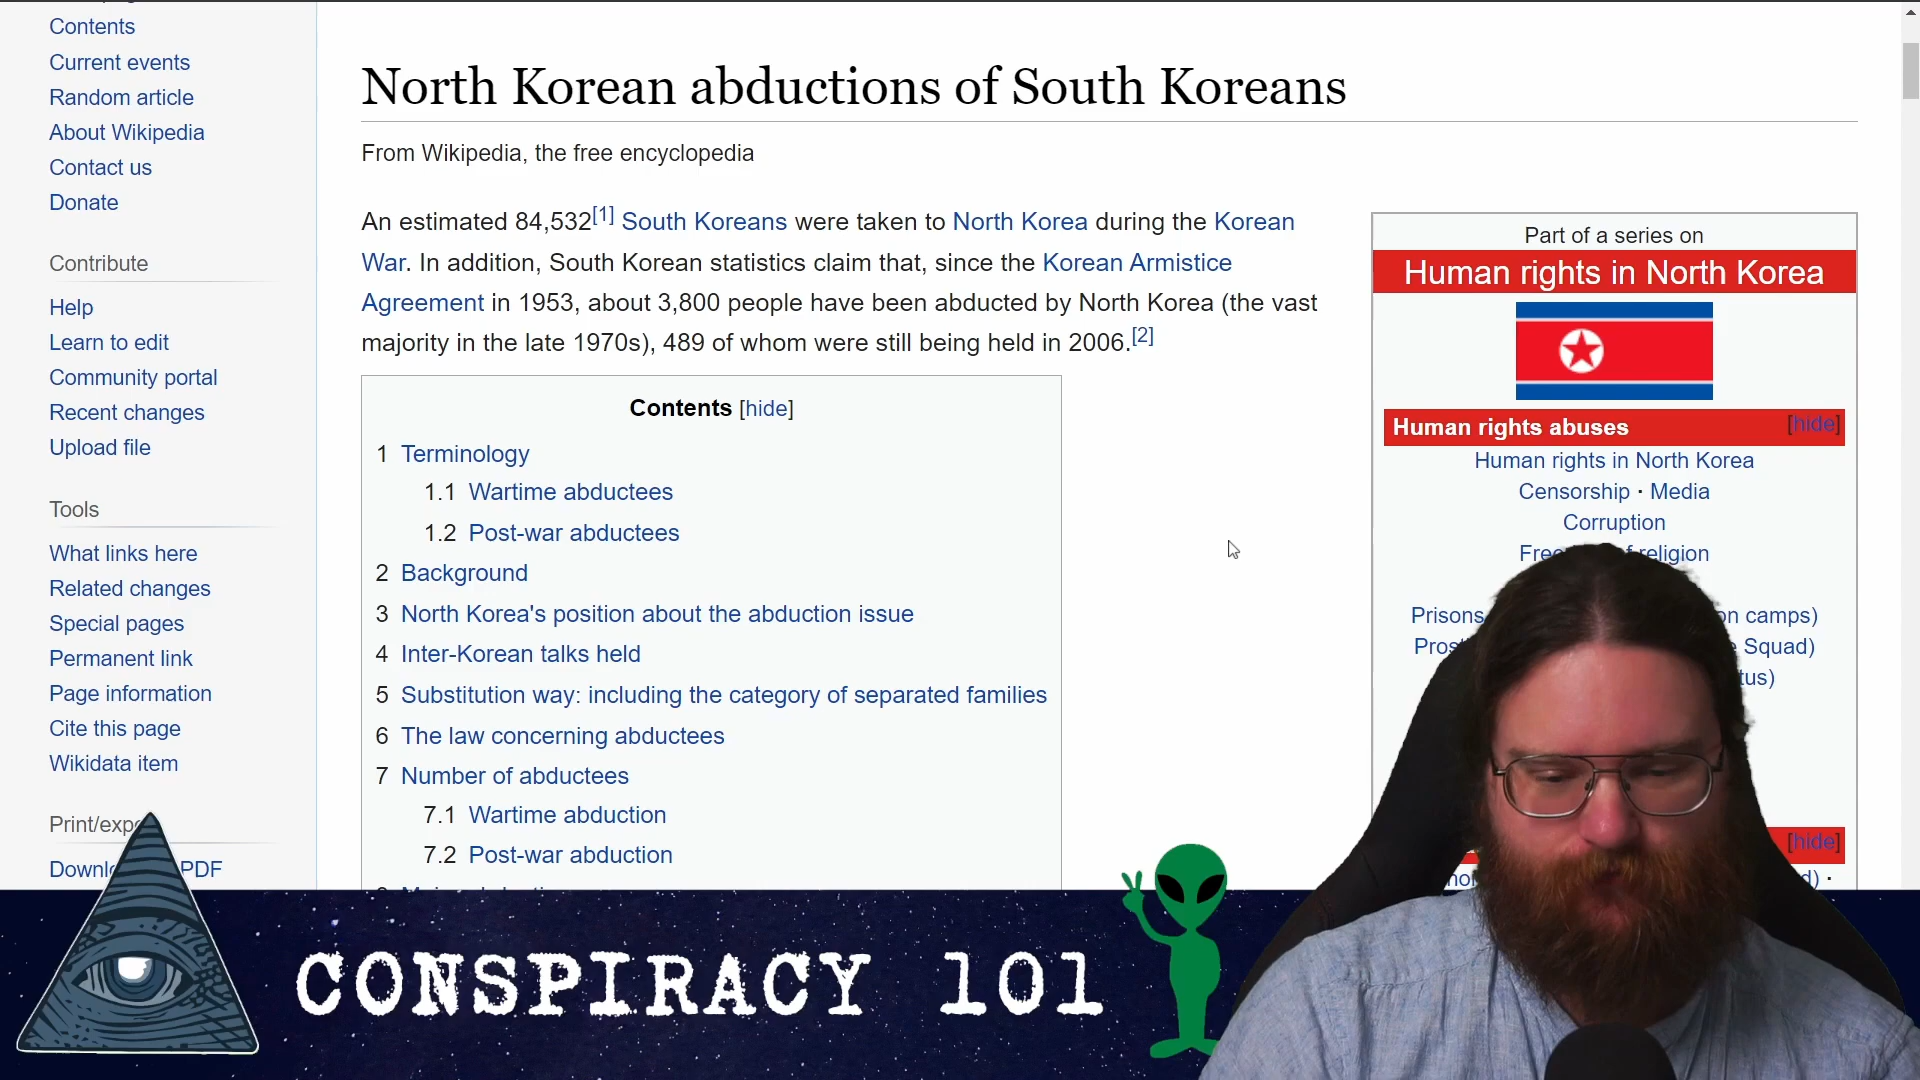 Contents
Current events
Random article
About Wikipedia
Contact us
Donate
Contribute
Help
Learn to edit
Community portal
Recent changes
Upload file
Tools
What links here
Related changes
Special pages
Permanent link
Page information
Cite this page
Wikidata item
PDF
North Korean abductions of South Koreans
From Wikipedia, the free encyclopedia
An estimated 84,532[1] South Koreans were taken to North Korea during the Korean
War. In addition, South Korean statistics claim that, since the Korean Armistice
Agreement in 1953, about 3,800 people have been abducted by North Korea (the vast
majority in the late 1970s), 489 of whom were still being held in 2006.[2]
Contents [hide]
1 Terminology
1.1 Wartime abductees
1.2 Post-war abductees
2 Background
3 North Korea's position about the abduction issue
4 Inter-Korean talks held
5 Substitution way: including the category of separated families
6 The law concerning abductees
7 Number of abductees
7.1 Wartime abduction
7.2 Post-war abduction
Part of a series on
Human rights in North Korea
Human rights abuses [hide]
Human rights in North Korea
Censorship · Media
Corruption
religion
Prisons camps)
Squad)
[hide]
CONSPIRACY 101